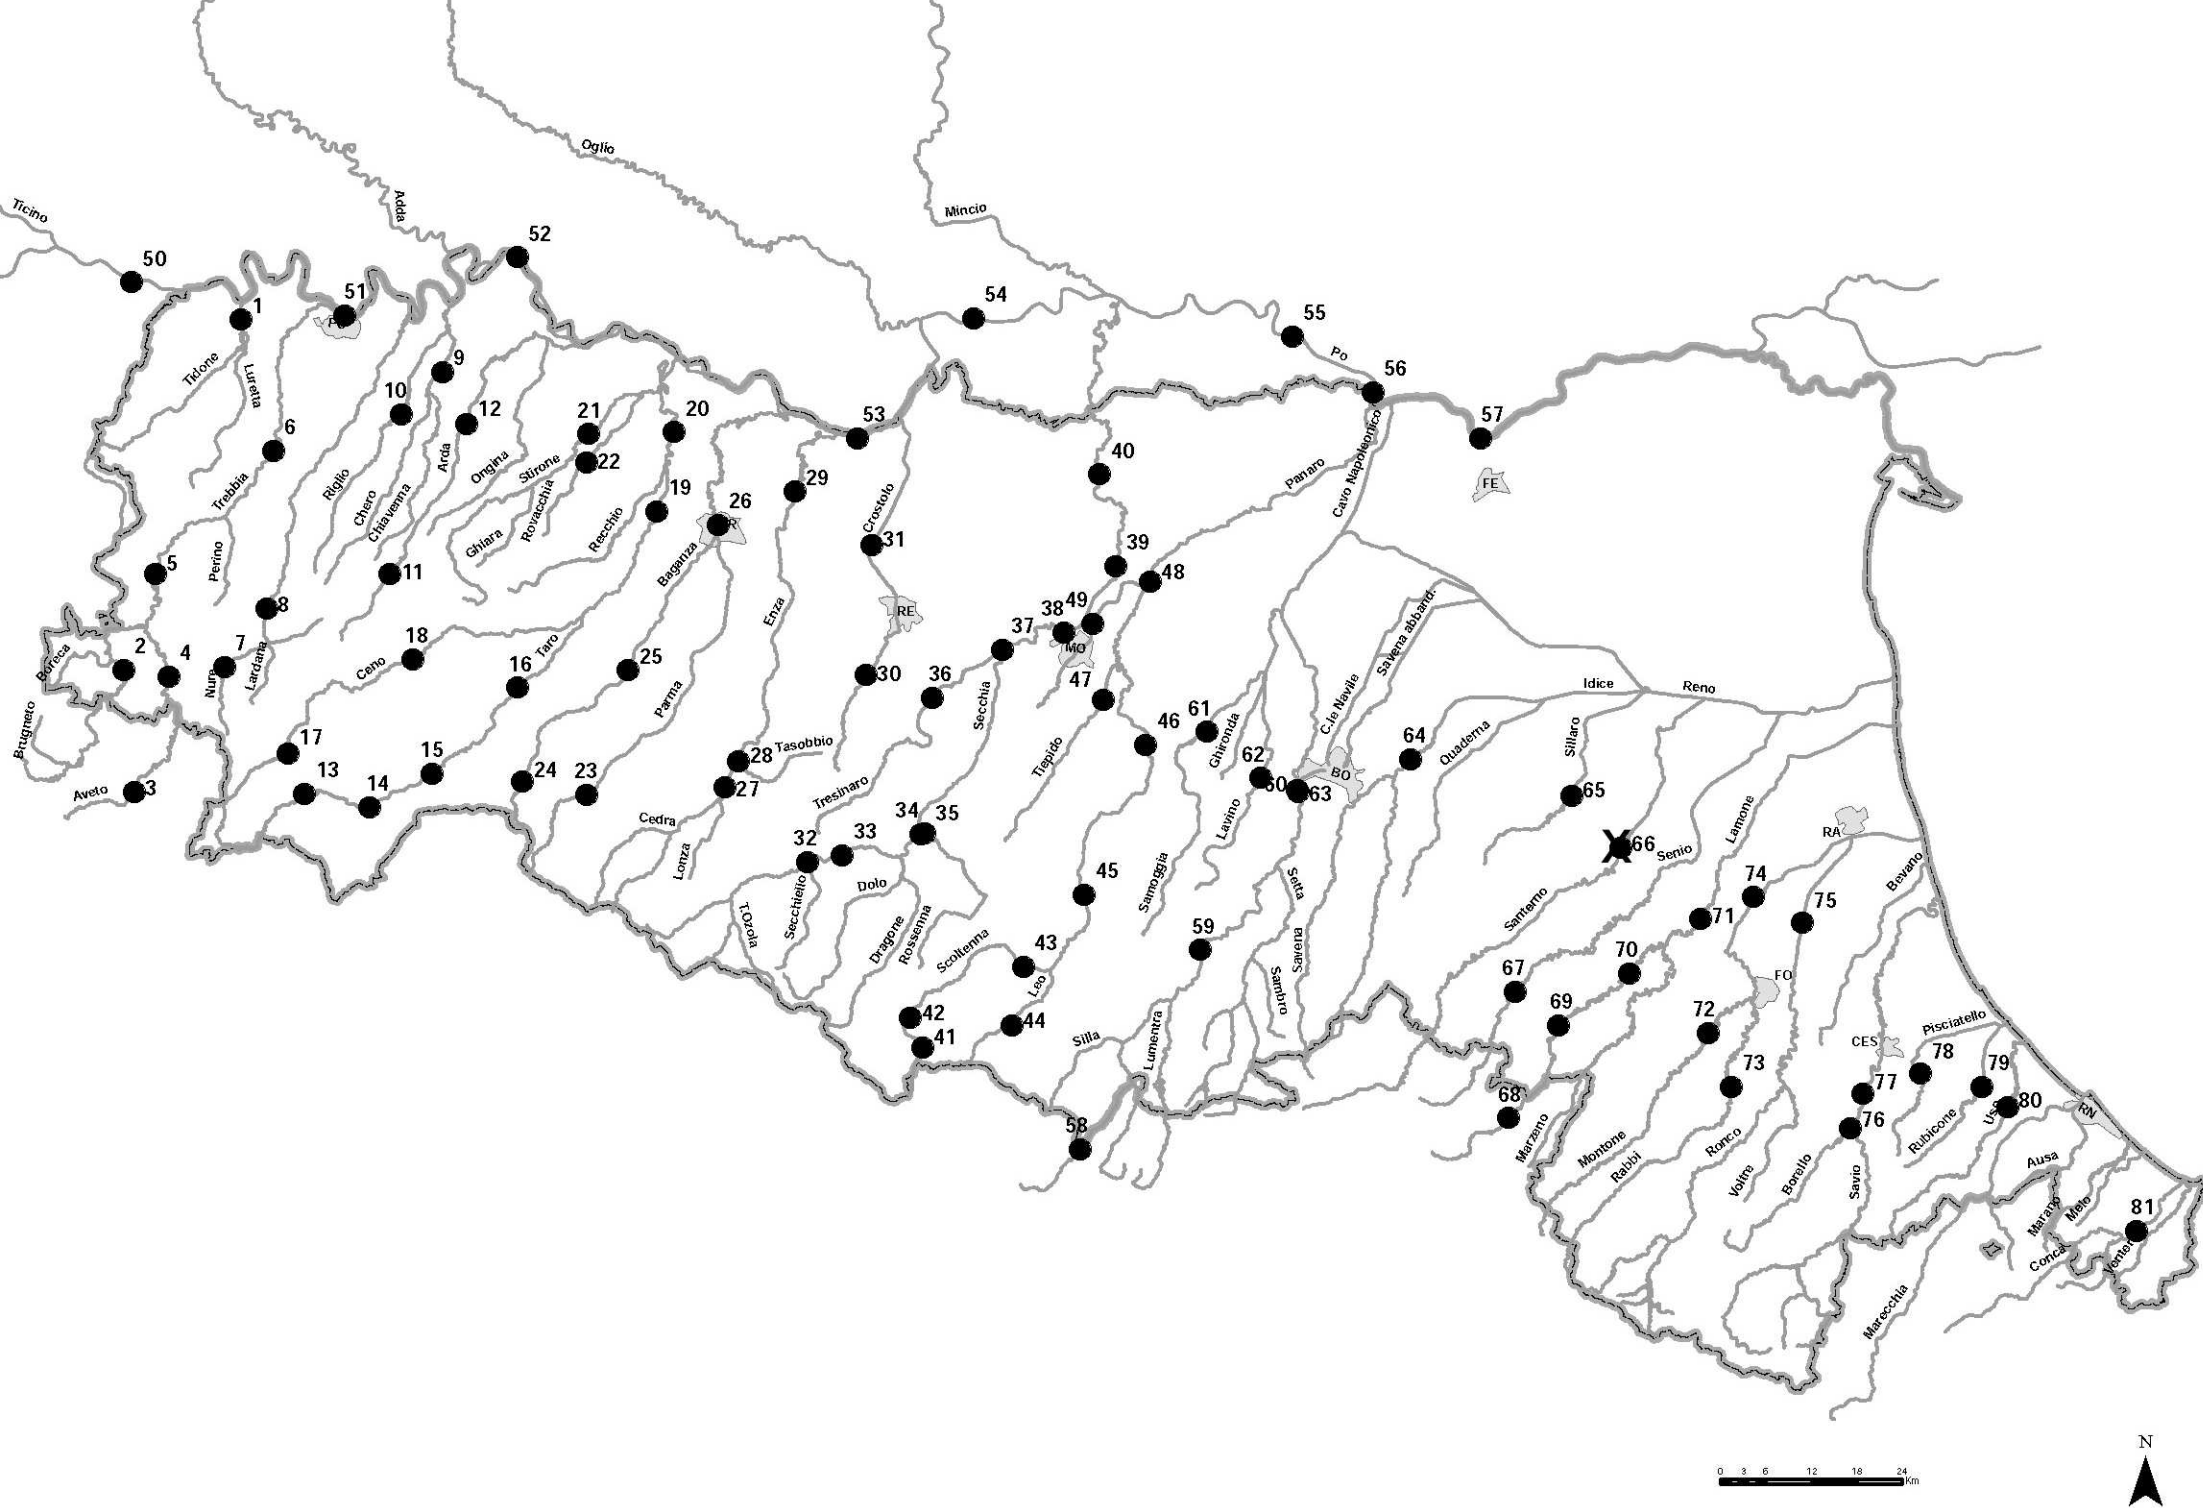 Oglio
Adda
Ticino
Mincio
52
50
51
1
54
55
Po
56
9
Tidone
Luretta
10
12
21
20
53
57
6
Arda
Ongina
Stirone
22
40
Panaro
Cavo Napoleonico
FE
Trebbia
Riglio
Chero
Chiavenna
Rovacchia
Ghiara
Recchio
19
26
29
Crostolo
31
39
Perino
5
11
Baganza
48
8
Enza
RE
38
49
37
MO
Savena abband.
Boreca
2
4
7
Nure
Lardana
18
Ceno
16
Taro
25
Parma
30
36
Secchia
47
C.le Navile
Idice
Reno
Brugneto
17
15
13
14
Aveto
3
24
23
28
Tasobbio
27
Tresinaro
Tiepido
46
61
Ghironda
62
60
63
BO
64
Quaderna
Sillaro
65
Cedra
Lonza
32
33
34
35
Lavino
Samoggia
66
Senio
Lamone
RA
Dolo
Secchiello
T.Ozola
Dragone
Rossenna
45
Setta
Santerno
74
71
75
Bevano
Scoltenna
43
Leo
59
Savena
Sambro
67
70
FO
69
72
42
41
44
Silla
Lumentra
CES
Pisciatello
78
79
73
77
68
76
80
RN
58
Marzeno
Montone
Rabbi
Ronco
Voltre
Borello
Savio
Rubicone
Ausa
Marano
Melo
81
Conca
Marecchia
N
0 3 6 12 18 24
Km